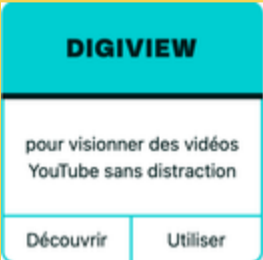 DIGIVIEW
pour visionner des vidéos
YouTube sans distraction
Découvrir
Utiliser